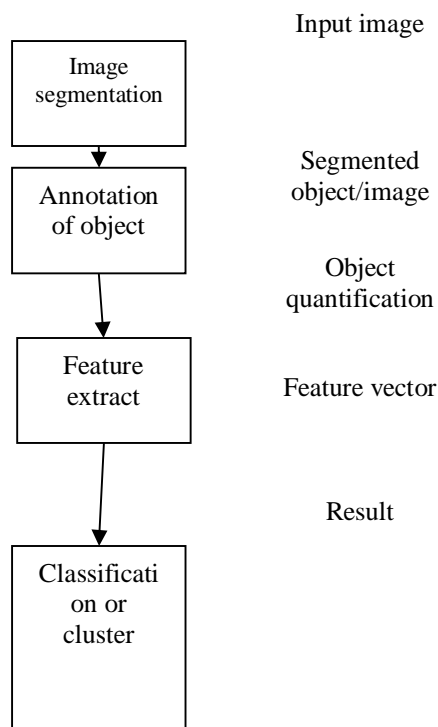 Input image
Image
segmentation
Segmented
object/image
Annotation
of object
Object
quantification
Feature
extract
Feature vector
Result
Classificati
on or
cluster